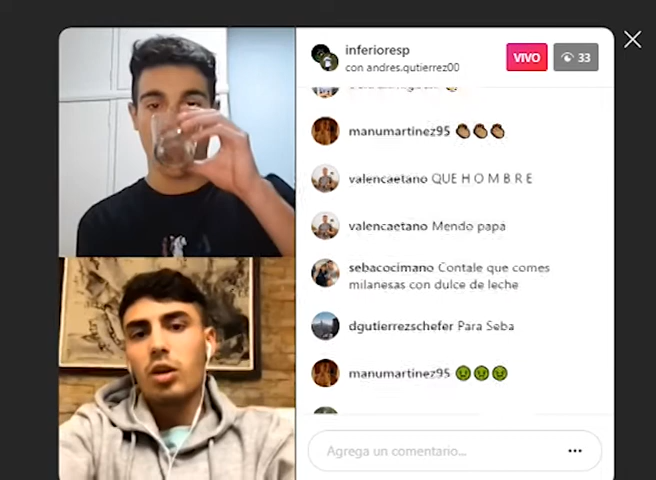 inferioresp
con andres.gutierrez00
VIVO
33
manumartinez95
valencaetano QUE H O M B R E
valencaetano Mendo papa
sebacocimano Contale que comes
milanesas con dulce de leche
dgutierrezschefer Para Seba
manumartinez95
Agrega un comentario...